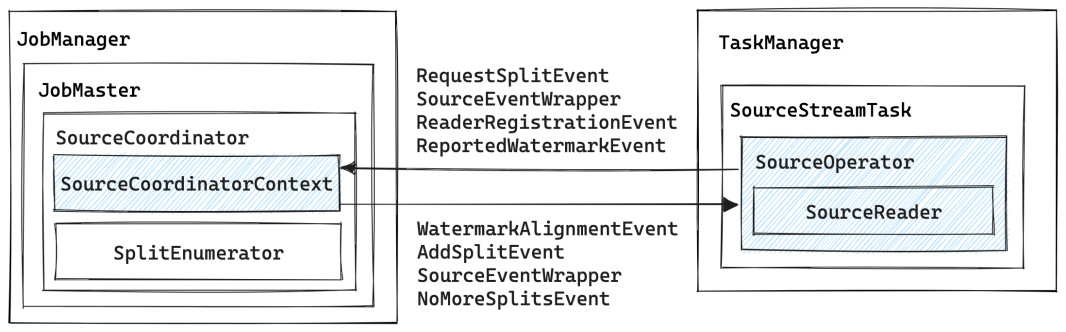 JobManager
JobMaster
SourceCoordinator
SourceCoordinatorContext
SplitEnumerator
RequestSplitEvent
SourceEventWrapper
ReaderRegistrationEvent
ReportedWatermarkEvent
WatermarkAlignmentEvent
AddSplitEvent
SourceEventWrapper
NoMoreSplitsEvent
TaskManager
SourceStreamTask
SourceOperator
SourceReader